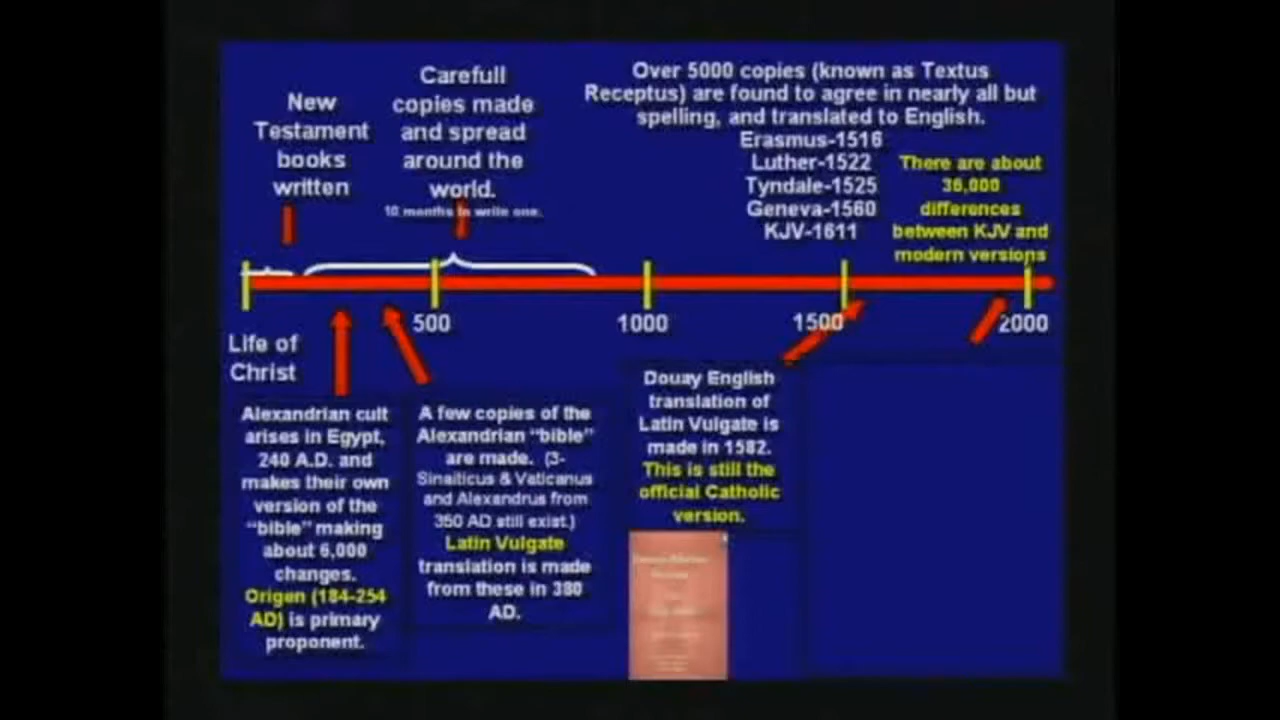 New
Testament
books
written
Carefull
copies made
and spread
around the
world.
10 months to write one.
Over 5000 copies (known as Textus
Receptus) are found to agree in nearly all but
spelling, and translated to English.
Erasmus-1516
Luther-1522
Tyndale-1525
Geneva-1560
KJV-1611
There are about
36,000
differences
between KJV and
modern versions
500
1000
1500
2000
Life of
Christ
Alexandrian cult
arises in Egypt,
240 A.D. and
makes their own
version of the
"bible" making
about 6,000
changes.
Origen (184-254
AD) is primary
proponent.
A few copies of the
Alexandrian "bible"
are made. (3-
Sinaiticus & Vaticanus
and Alexandrus from
350 AD still exist.)
Latin Vulgate
translation is made
from these in 380
AD.
Douay English
translation of
Latin Vulgate is
made in 1582.
This is still the
official Catholic
version.